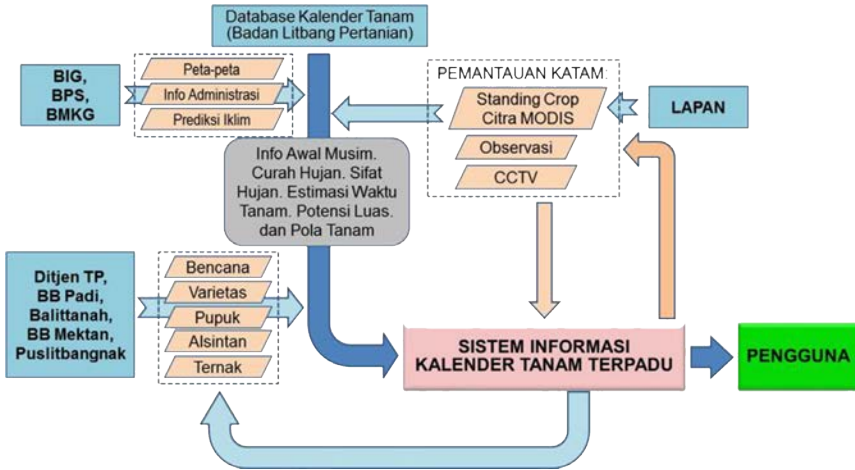 Database Kalender Tanam
(Badan Litbang Pertanian)
BIG,
BPS,
BMKG
Peta-peta
Info Administrasi
Prediksi Iklim
PEMANTAUAN KATAM:
Standing Crop
Citra MODIS
Observasi
CCTV
LAPAN
Info Awal Musim.
Curah Hujan. Sifat
Hujan. Estimasi Waktu
Tanam. Potensi Luas.
dan Pola Tanam
Ditjen TP,
BB Padi,
Balittanah,
BB Mektan,
Puslitbangnak
Bencana
Varietas
Pupuk
Alsintan
Ternak
SISTEM INFORMASI
KALENDER TANAM TERPADU
PENGGUNA